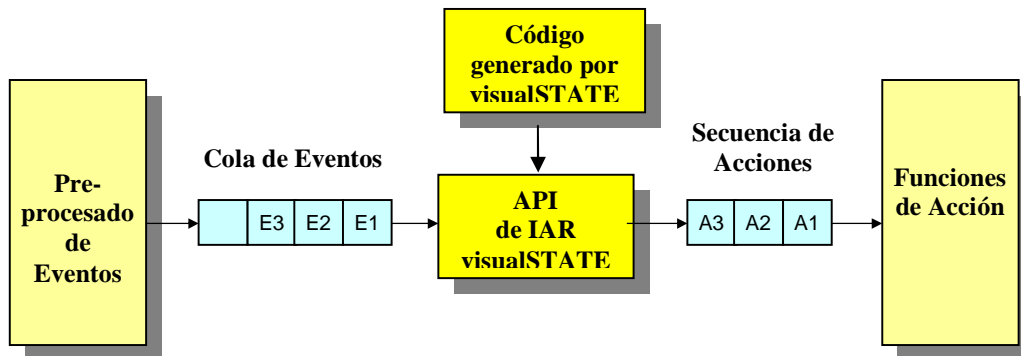 Código
generado por
visualSTATE
Pre-
procesado
de
Eventos
Cola de Eventos
E3 E2 E1
API
de IAR
visualSTATE
Secuencia de
Acciones
A3 A2 A1
Funciones
de Acción